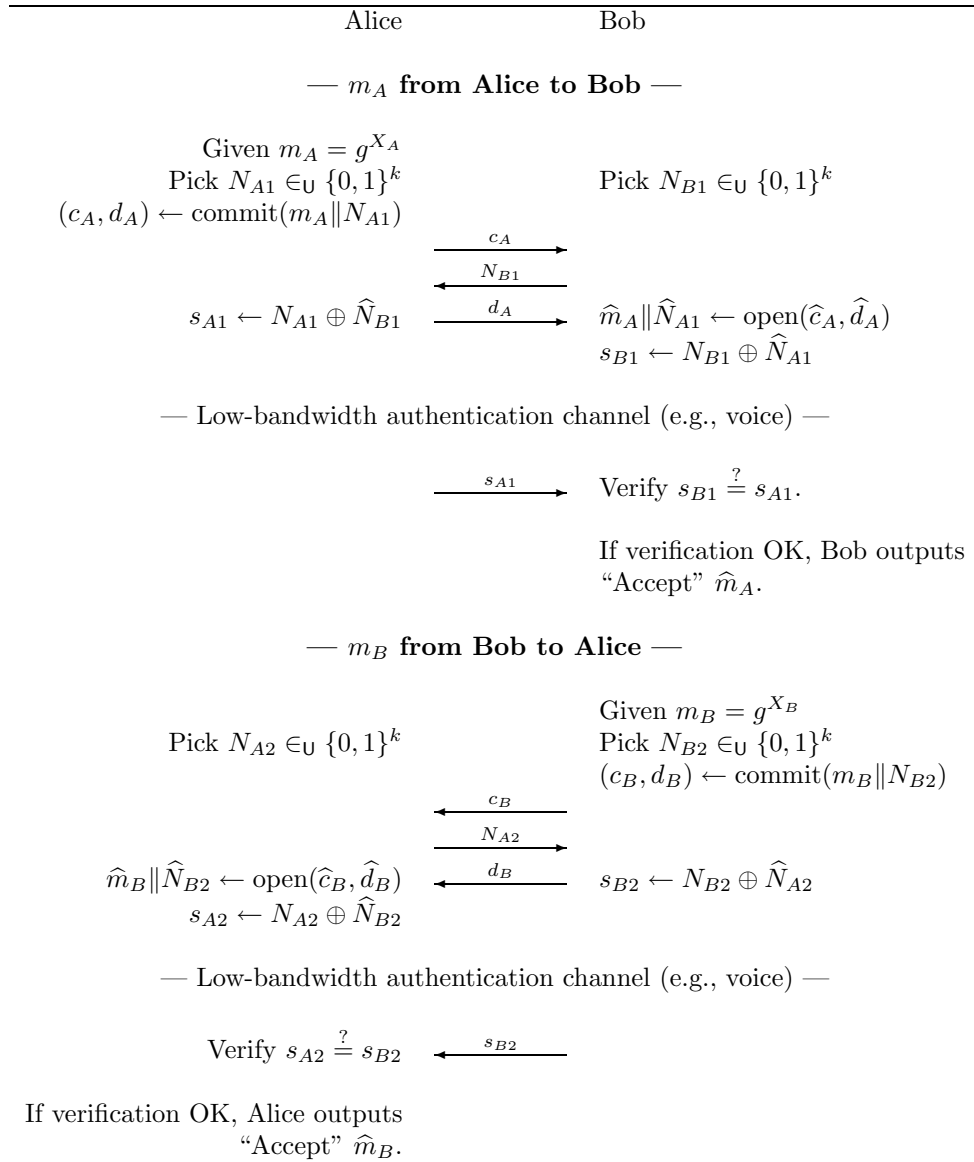 Alice Bob
— m_A from Alice to Bob —
Given m_A = g^{X_A}
Pick N_{A1} ∈_U {0, 1}^k Pick N_{B1} ∈_U {0, 1}^k
(c_A, d_A) ← commit(m_A‖N_{A1})
c_A
N_{B1}
s_{A1} ← N_{A1} ⊕ N̂_{B1} d_A m̂_A‖N̂_{A1} ← open(ĉ_A, d̂_A)
s_{B1} ← N_{B1} ⊕ N̂_{A1}
— Low-bandwidth authentication channel (e.g., voice) —
s_{A1} Verify s_{B1} ≟ s_{A1}.
If verification OK, Bob outputs
“Accept” m̂_A.
— m_B from Bob to Alice —
Given m_B = g^{X_B}
Pick N_{A2} ∈_U {0, 1}^k Pick N_{B2} ∈_U {0, 1}^k
(c_B, d_B) ← commit(m_B‖N_{B2})
c_B
N_{A2}
m̂_B‖N̂_{B2} ← open(ĉ_B, d̂_B) d_B s_{B2} ← N_{B2} ⊕ N̂_{A2}
s_{A2} ← N_{A2} ⊕ N̂_{B2}
— Low-bandwidth authentication channel (e.g., voice) —
Verify s_{A2} ≟ s_{B2} s_{B2}
If verification OK, Alice outputs
“Accept” m̂_B.